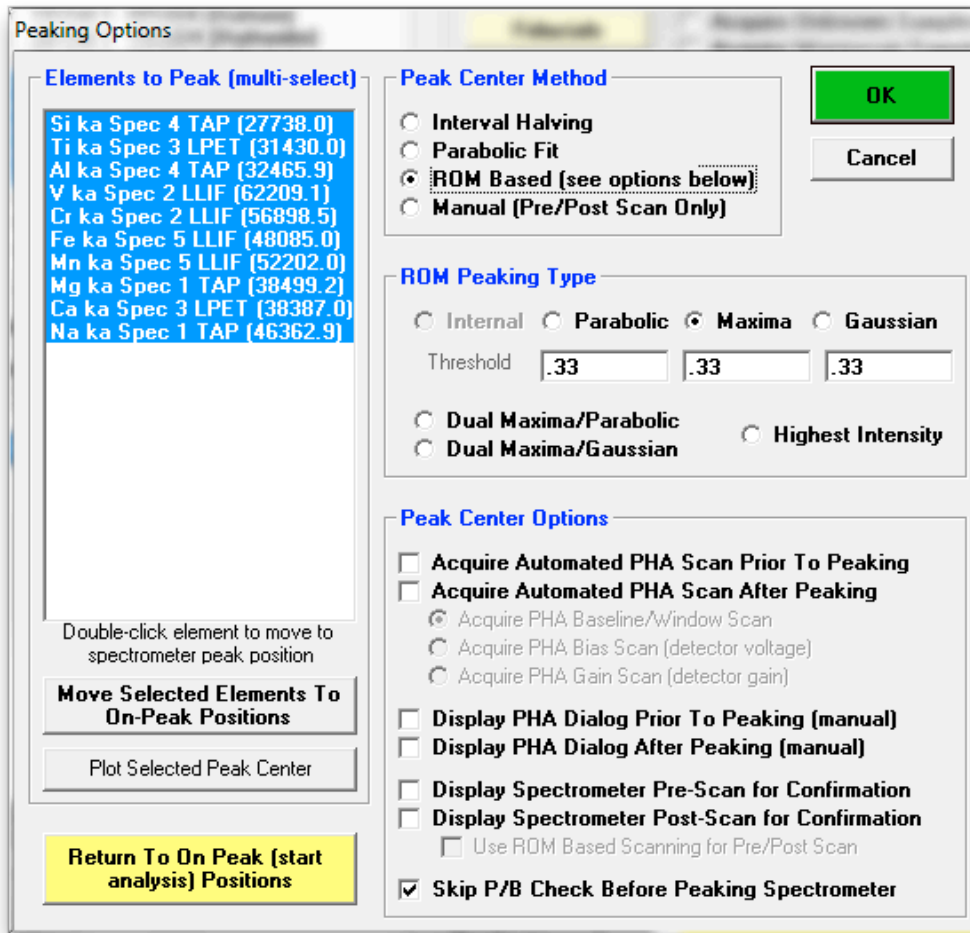 Peaking Options
Elements to Peak (multi-select)
Si ka Spec 4 TAP (27738.0)
Ti ka Spec 3 LPET (31430.0)
Al ka Spec 4 TAP (32465.9)
V ka Spec 2 LLIF (62209.1)
Cr ka Spec 2 LLIF (56898.5)
Fe ka Spec 5 LLIF (48085.0)
Mn ka Spec 5 LLIF (52202.0)
Mg ka Spec 1 TAP (38499.2)
Ca ka Spec 3 LPET (38387.0)
Na ka Spec 1 TAP (46362.9)
Double-click element to move to
spectrometer peak position
Move Selected Elements To
On-Peak Positions
Plot Selected Peak Center
Return To On Peak (start
analysis) Positions
Peak Center Method
Interval Halving
Parabolic Fit
ROM Based (see options below)
Manual (Pre/Post Scan Only)
OK
Cancel
ROM Peaking Type
Internal Parabolic Maxima Gaussian
Threshold .33 .33 .33
Dual Maxima/Parabolic
Dual Maxima/Gaussian
Highest Intensity
Peak Center Options
Acquire Automated PHA Scan Prior To Peaking
Acquire Automated PHA Scan After Peaking
Acquire PHA Baseline/Window Scan
Acquire PHA Bias Scan (detector voltage)
Acquire PHA Gain Scan (detector gain)
Display PHA Dialog Prior To Peaking (manual)
Display PHA Dialog After Peaking (manual)
Display Spectrometer Pre-Scan for Confirmation
Display Spectrometer Post-Scan for Confirmation
Use ROM Based Scanning for Pre/Post Scan
Skip P/B Check Before Peaking Spectrometer